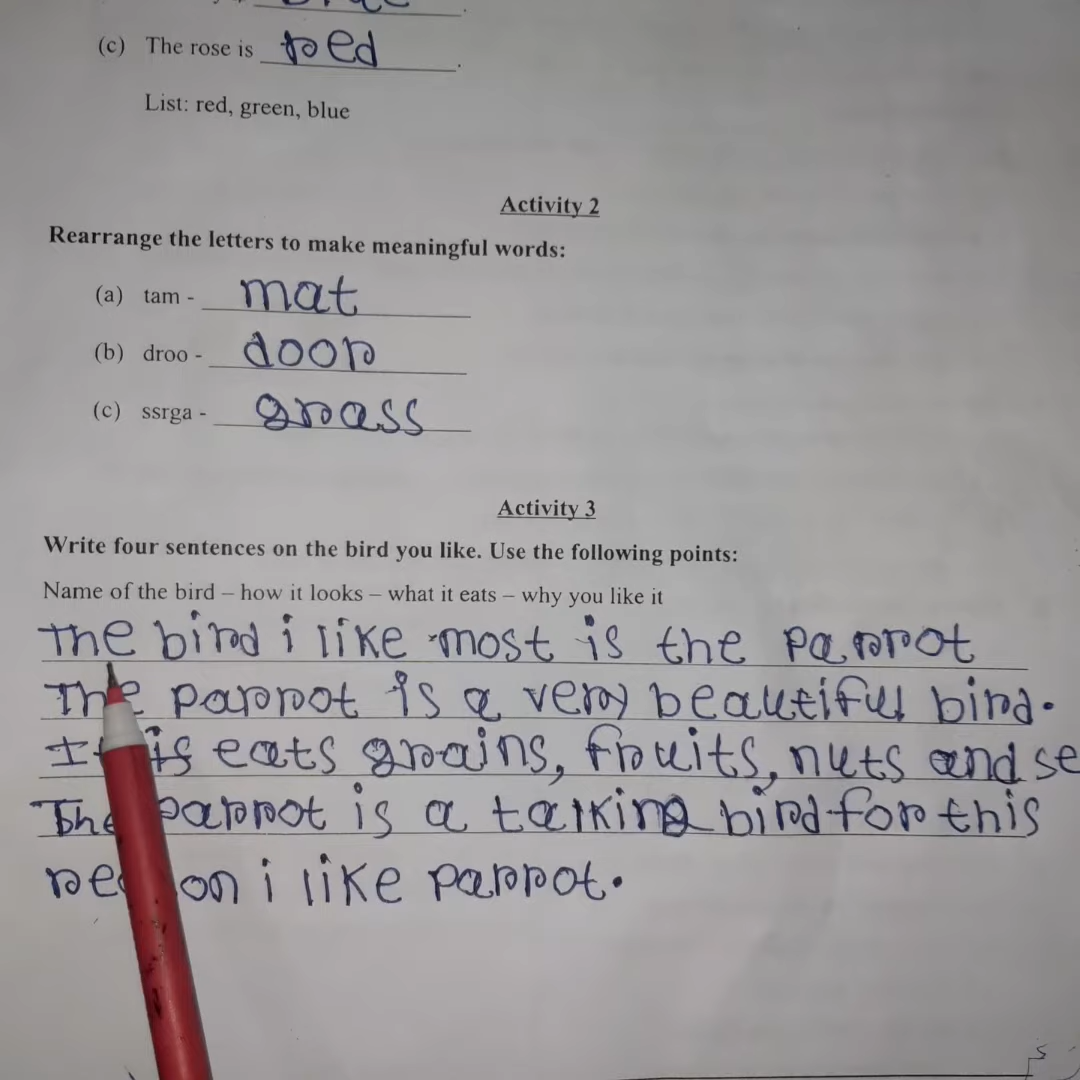 (c) The rose is red.
List: red, green, blue
Activity 2
Rearrange the letters to make meaningful words:
(a) tam - mat
(b) droo - door
(c) ssrga - grass
Activity 3
Write four sentences on the bird you like. Use the following points:
Name of the bird – how it looks – what it eats – why you like it
The bird i like most is the parrot
The parrot is a very beautiful bird.
is eats grains, fruits, nuts and se
The parrot is a talking bird for this
i like parrot.